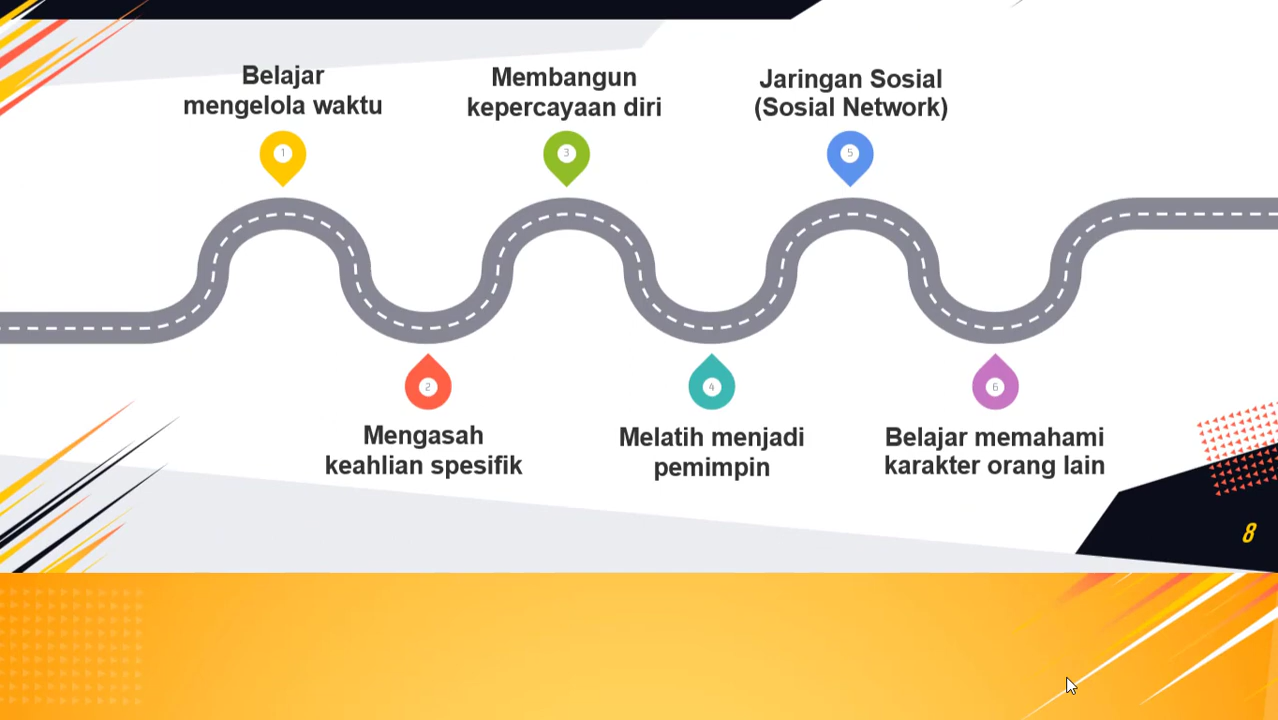 Belajar
mengelola waktu
1
Mengasah
keahlian spesifik
2
Membangun
kepercayaan diri
3
Melatih menjadi
pemimpin
4
Jaringan Sosial
(Sosial Network)
5
Belajar memahami
karakter orang lain
6
8